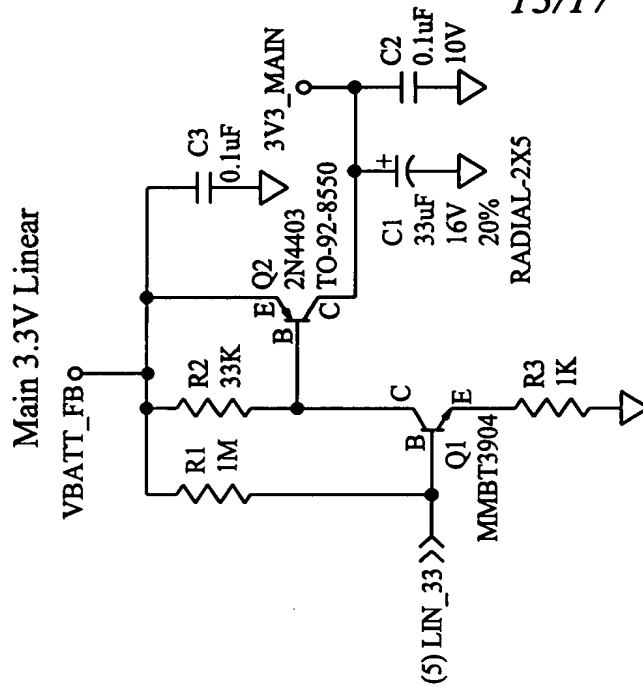 15/17
Main 3.3V Linear
VBATT_FB
R1
1M
R2
33K
C3
0.1uF
E
B
C
Q2
2N4403
TO-92-8550
3V3_MAIN
C1
+
33uF
16V
20%
RADIAL-2X5
C2
0.1uF
10V
(5) LIN_33
B
C
E
Q1
MMBT3904
R3
1K